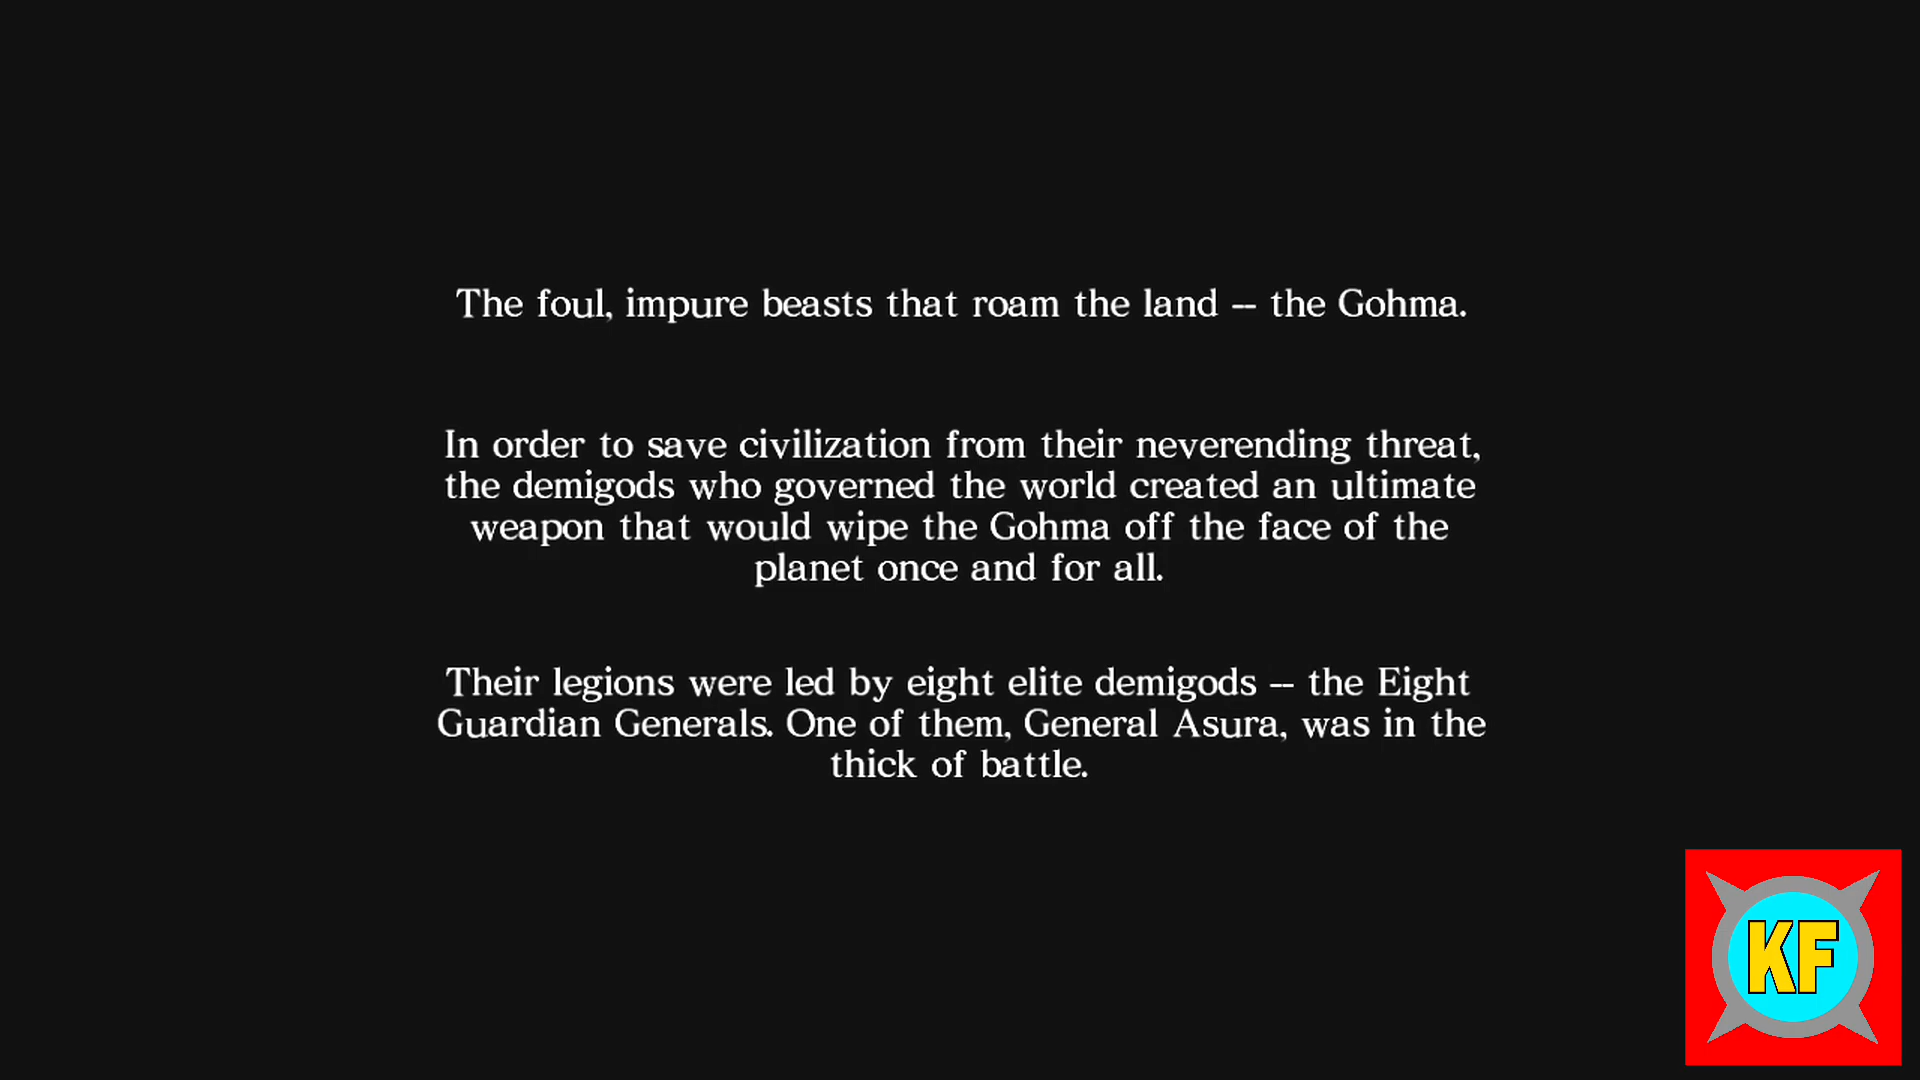 The foul, impure beasts that roam the land -- the Gohma.
In order to save civilization from their neverending threat,
the demigods who governed the world created an ultimate
weapon that would wipe the Gohma off the face of the
planet once and for all.
Their legions were led by eight elite demigods -- the Eight
Guardian Generals. One of them, General Asura, was in the
thick of battle.
KF